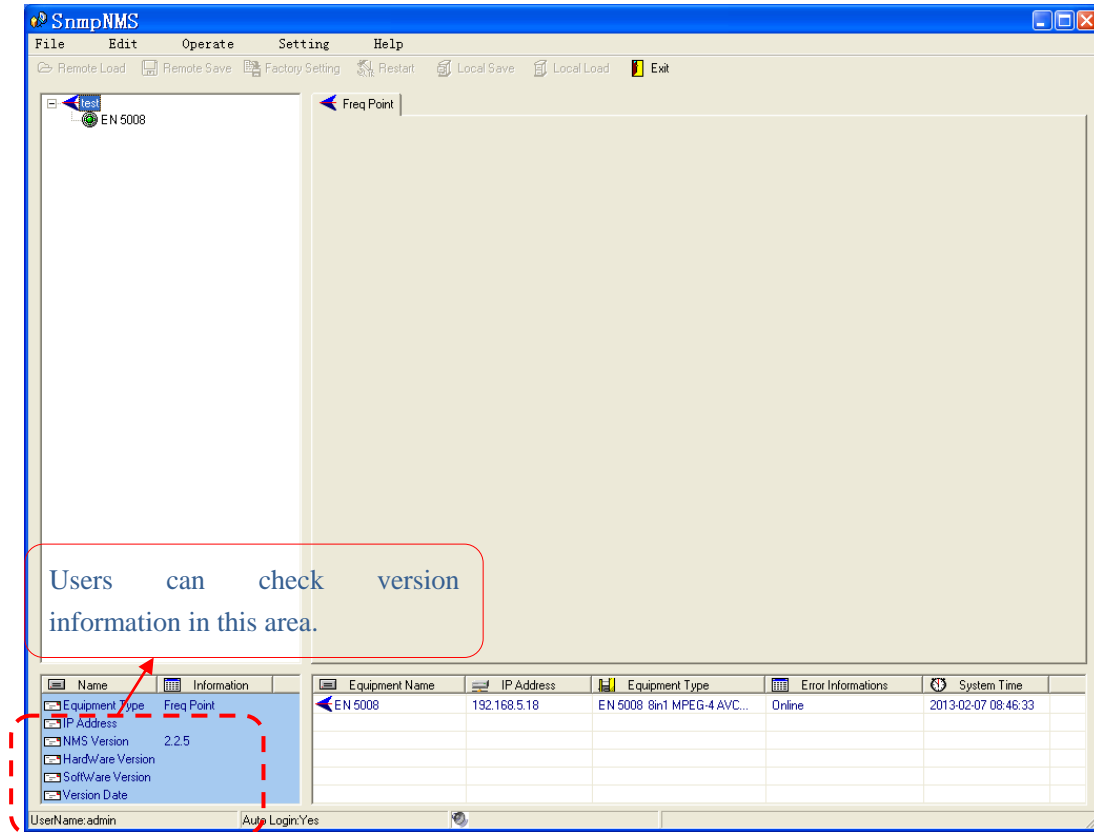 SnmpNMS
File Edit Operate Setting Help
Remote Load Remote Save Factory Setting Restart Local Save Local Load Exit
test
EN 5008
Freq Point
Users can check version
information in this area.
Name Information
Equipment Type Freq Point
IP Address
NMS Version 2.2.5
HardWare Version
SoftWare Version
Version Date
Equipment Name IP Address Equipment Type Error Informations System Time
EN 5008 192.168.5.18 EN 5008 8in1 MPEG-4 AVC... Online 2013-02-07 08:46:33
UserName:admin Auto Login:Yes